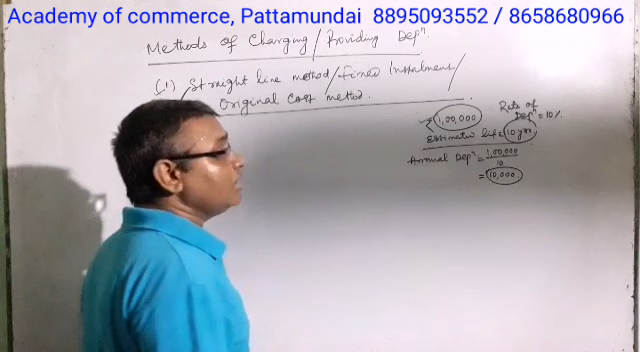 Academy of commerce, Pattamundai 8895093552 / 8658680966
Methods of Charging / Providing Depn.
(1) Straight line method / Fixed Instalment /
Original Cost method.
1,00,000
Rate of
Depn = 10%
Estimated life = 10 yrs
Annual Depn = 1,00,000
10
= 10,000